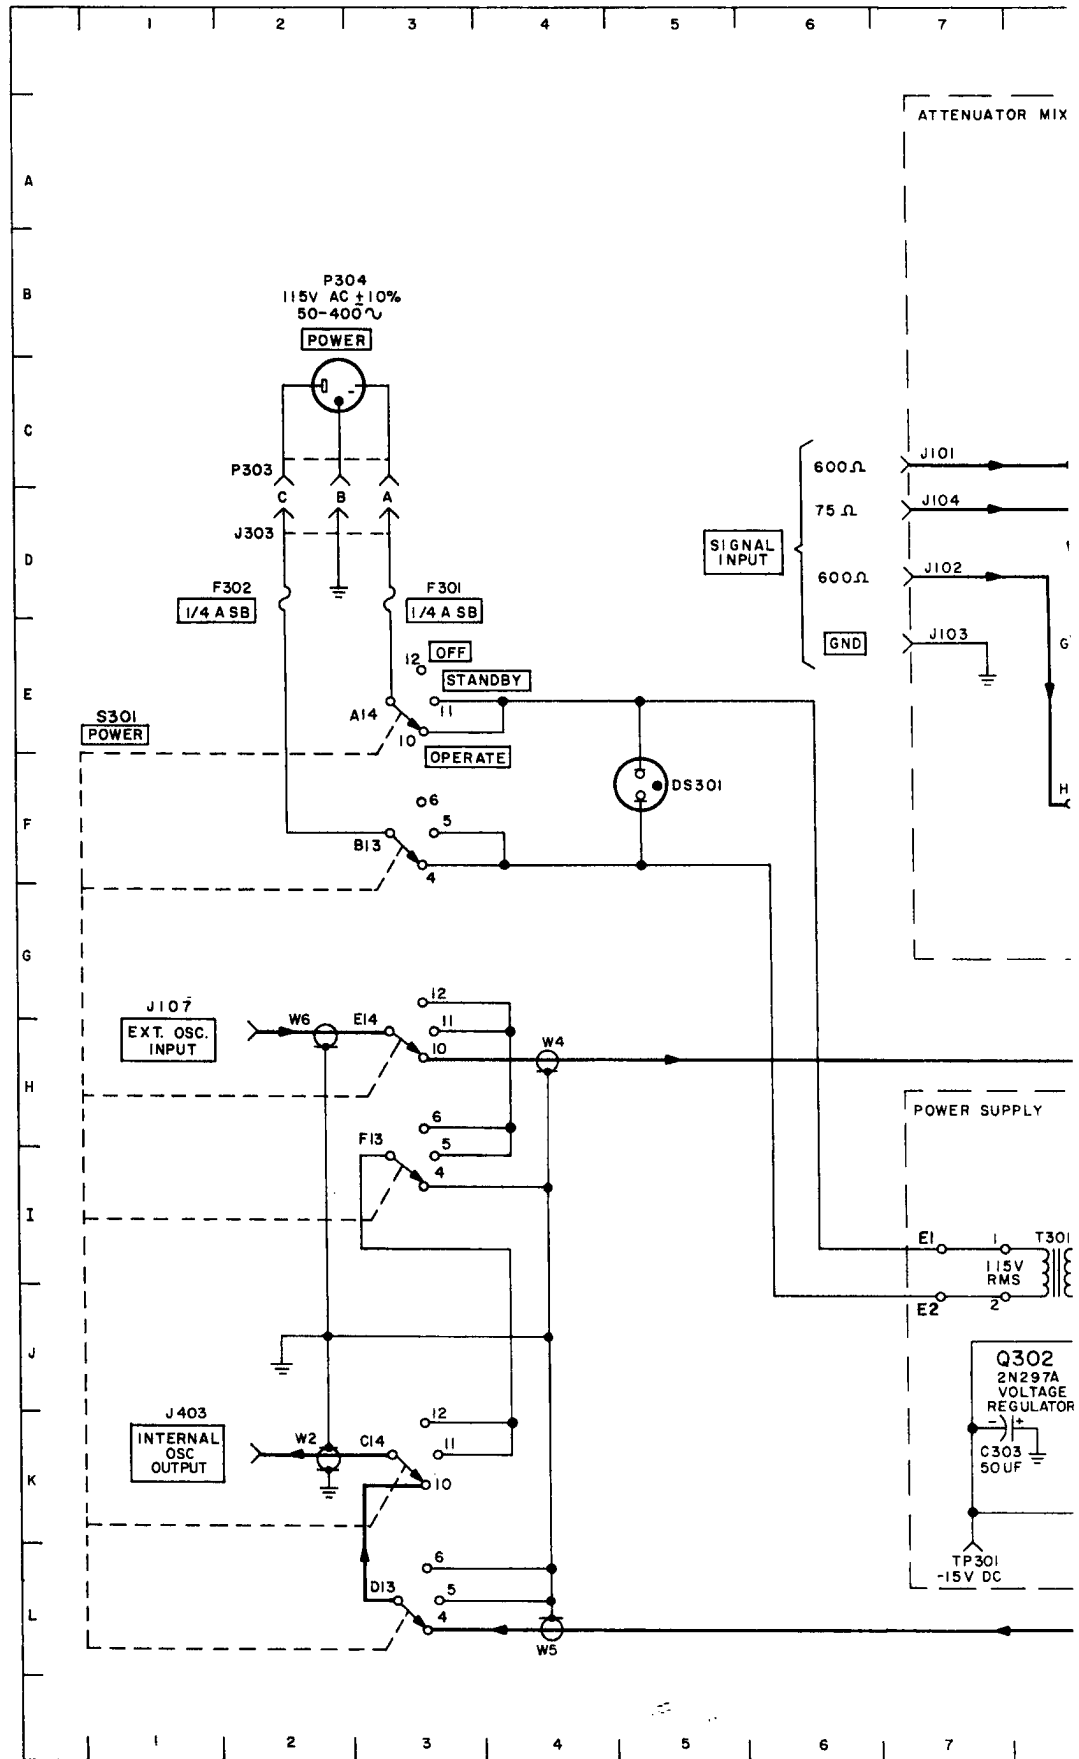 1 2 3 4 5 6 7
ATTENUATOR MIX
A
B
P304
115V AC ±10%
50-400∿
POWER
C
P303
C B A
J303
D
F302
1/4 A SB
F301
1/4 A SB
600Ω J101
75 Ω J104
SIGNAL
INPUT
600Ω J102
GND J103
G
E
12 OFF
STANDBY
A14
11
10
OPERATE
S301
POWER
DS301
H
F
6
5
B13
4
G
J107
EXT. OSC.
INPUT
W6 E14
12
11
10
W4
H
POWER SUPPLY
6
F13
5
4
I
E1 1 T301
115V
RMS
E2 2
J
Q302
2N297A
VOLTAGE
REGULATOR
- +
C303
50UF
J403
INTERNAL
OSC
OUTPUT
W2 C14
12
11
10
K
TP301
-15V DC
6
D13
5
4
W5
L
1 2 3 4 5 6 7